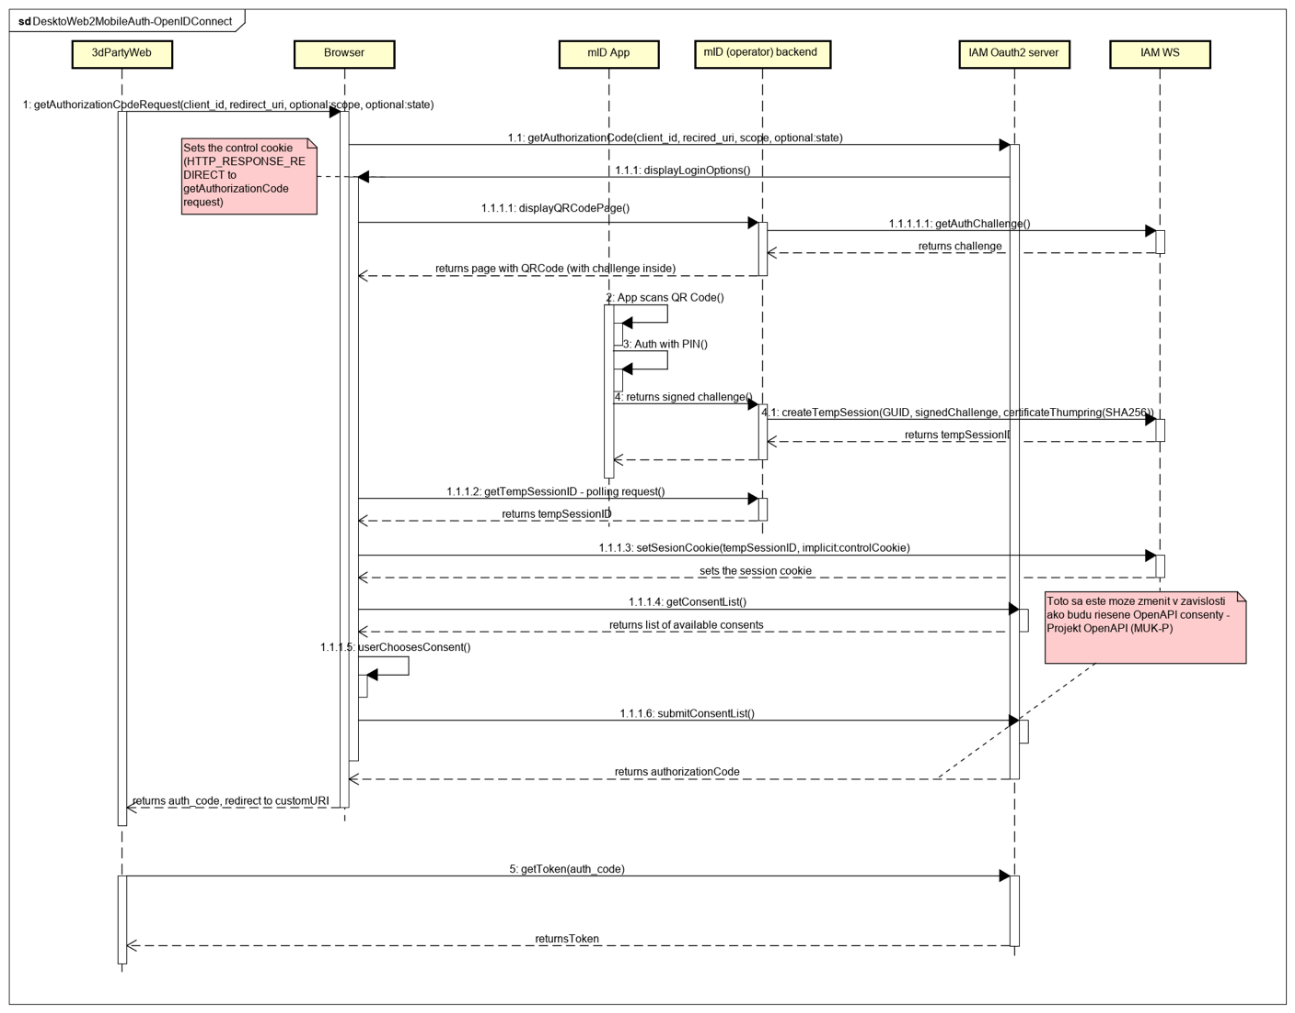 sd DesktoWeb2MobileAuth-OpenIDConnect
3dPartyWeb
Browser
mID App
mID (operator) backend
IAM Oauth2 server
IAM WS
1: getAuthorizationCodeRequest(client_id, redirect_uri, optional:scope, optional:state)
1.1: getAuthorizationCode(client_id, recired_uri, scope, optional:state)
Sets the control cookie
(HTTP_RESPONSE_RE
DIRECT to
getAuthorizationCode
request)
1.1.1: displayLoginOptions()
1.1.1.1: displayQRCodePage()
1.1.1.1.1: getAuthChallenge()
returns challenge
returns page with QRCode (with challenge inside)
2: App scans QR Code()
3: Auth with PIN()
4: returns signed challenge()
4.1: createTempSession(GUID, signedChallenge, certificateThumpring(SHA256))
returns tempSessionID
1.1.1.2: getTempSessionID - polling request()
returns tempSessionID
1.1.1.3: setSesionCookie(tempSessionID, implicit:controlCookie)
sets the session cookie
1.1.1.4: getConsentList()
Toto sa este moze zmenit v zavislosti
ako budu riesene OpenAPI consenty -
Projekt OpenAPI (MUK-P)
returns list of available consents
1.1.1.5: userChoosesConsent()
1.1.1.6: submitConsentList()
returns authorizationCode
returns auth_code, redirect to customURI
5: getToken(auth_code)
returnsToken